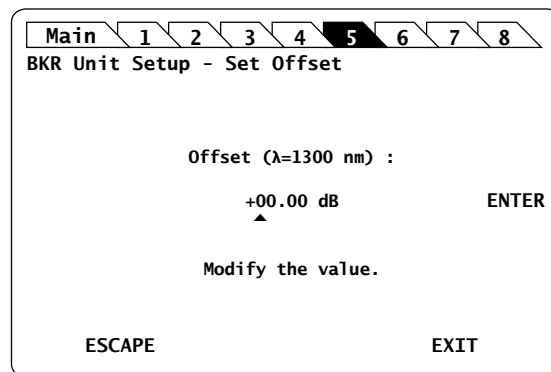 Main 1 2 3 4 5 6 7 8
BKR Unit Setup - Set Offset
Offset (λ=1300 nm) :
+00.00 dB ENTER
Modify the value.
ESCAPE EXIT